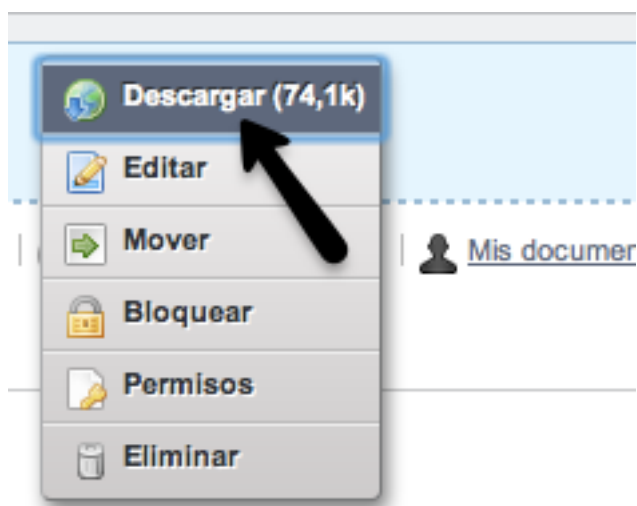 Descargar (74,1k)
Editar
Mover
Mis documen
Bloquear
Permisos
Eliminar